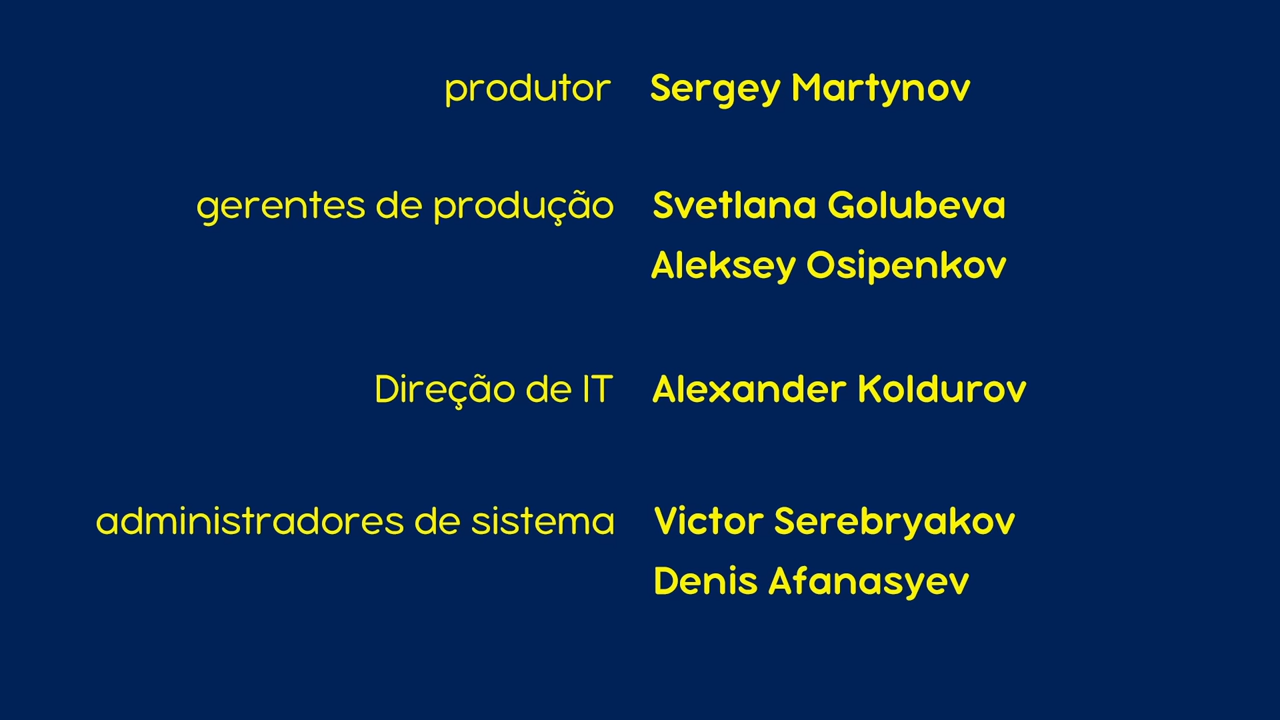 produtor Sergey Martynov
gerentes de produção Svetlana Golubeva
Aleksey Osipenkov
Direção de IT Alexander Koldurov
administradores de sistema Victor Serebryakov
Denis Afanasyev